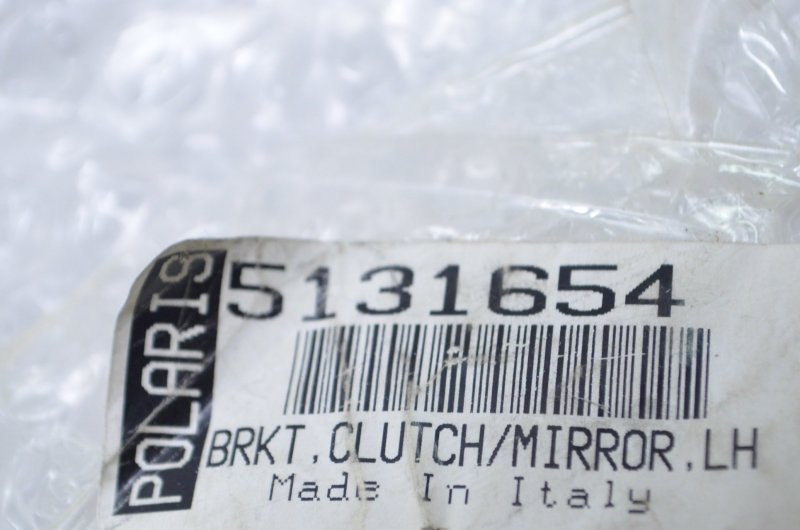 POLARIS
5131654
BRKT,CLUTCH/MIRROR,LH
Made In Italy